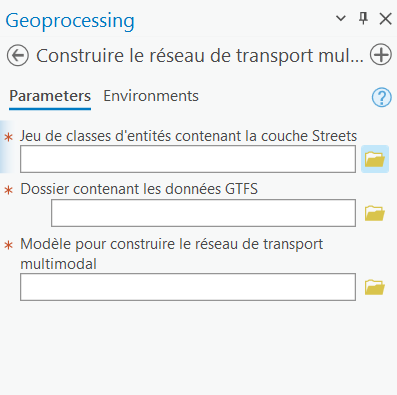 Geoprocessing
Construire le réseau de transport mul...
Parameters Environments
* Jeu de classes d'entités contenant la couche Streets
* Dossier contenant les données GTFS
* Modèle pour construire le réseau de transport
multimodal